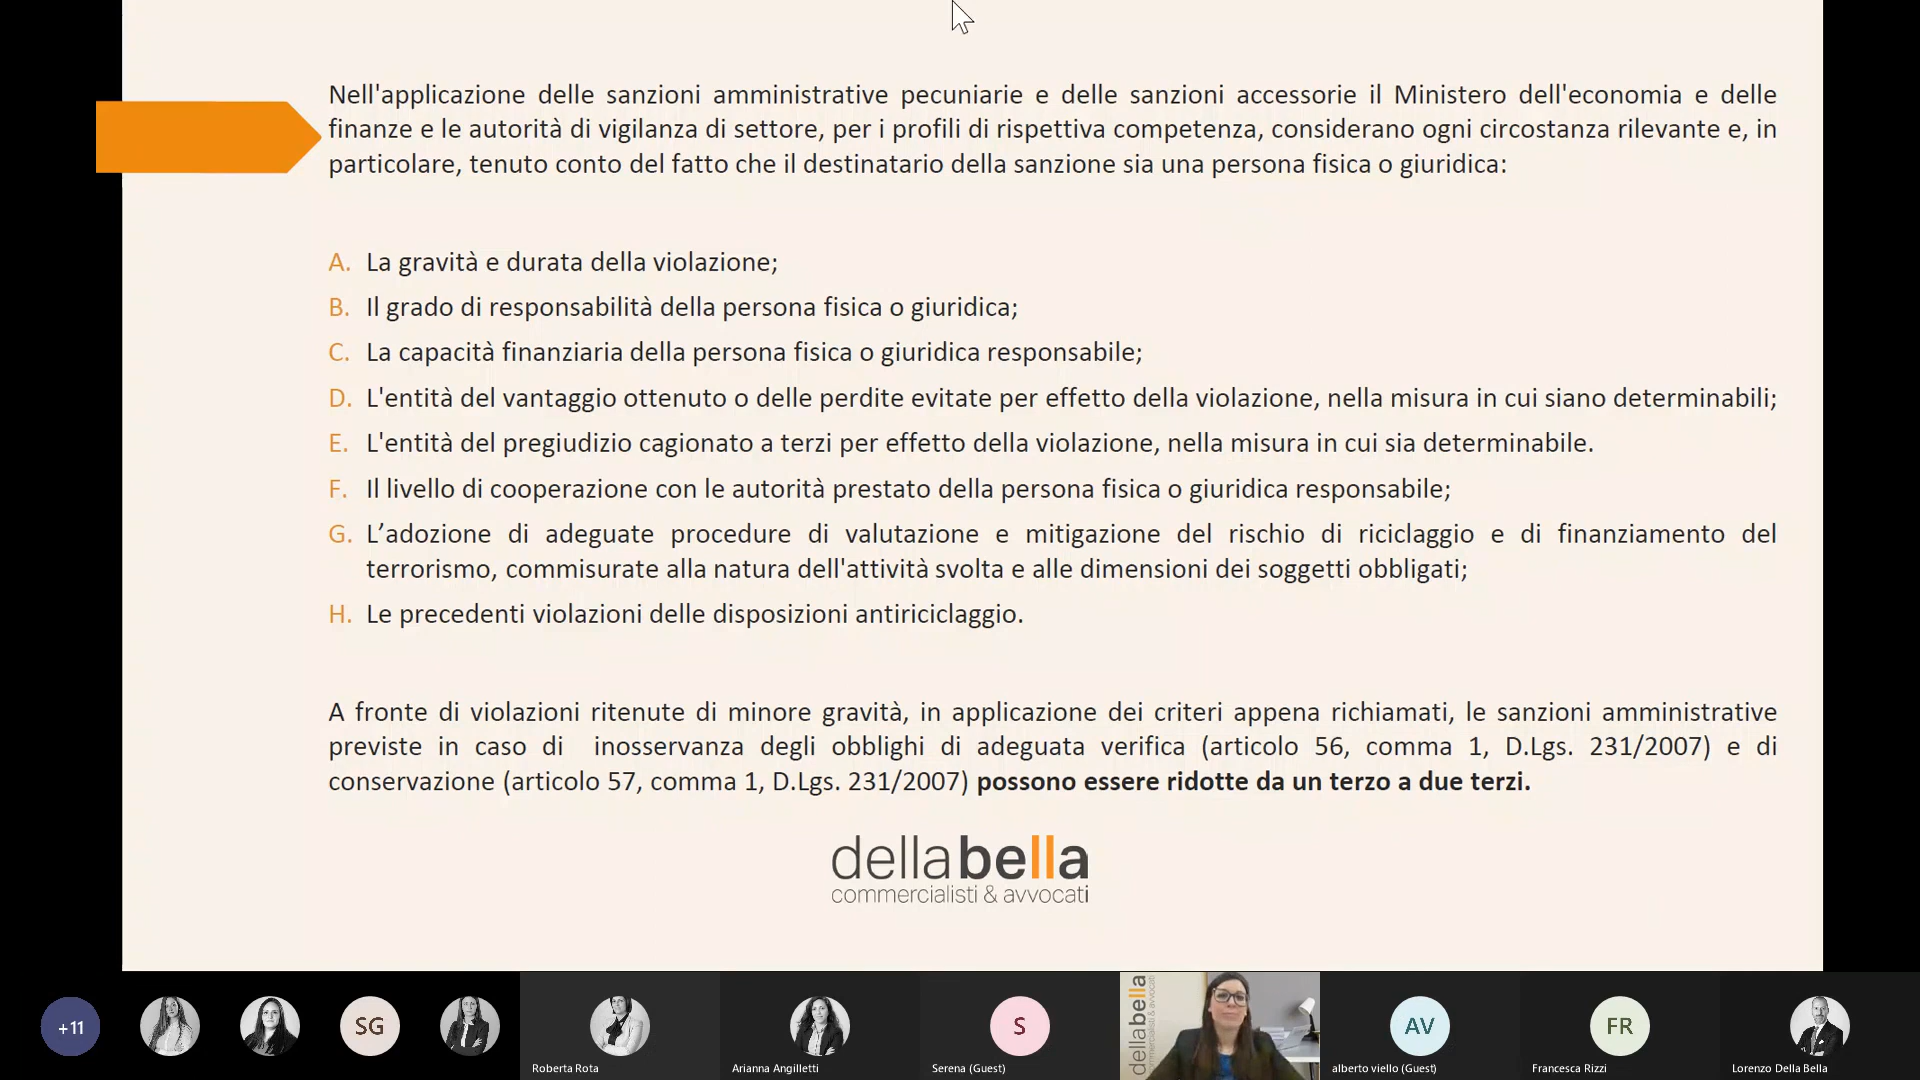 Nell'applicazione delle sanzioni amministrative pecuniarie e delle sanzioni accessorie il Ministero dell'economia e delle
finanze e le autorità di vigilanza di settore, per i profili di rispettiva competenza, considerano ogni circostanza rilevante e, in
particolare, tenuto conto del fatto che il destinatario della sanzione sia una persona fisica o giuridica:
A. La gravità e durata della violazione;
B. Il grado di responsabilità della persona fisica o giuridica;
C. La capacità finanziaria della persona fisica o giuridica responsabile;
D. L'entità del vantaggio ottenuto o delle perdite evitate per effetto della violazione, nella misura in cui siano determinabili;
E. L'entità del pregiudizio cagionato a terzi per effetto della violazione, nella misura in cui sia determinabile.
F. Il livello di cooperazione con le autorità prestato della persona fisica o giuridica responsabile;
G. L’adozione di adeguate procedure di valutazione e mitigazione del rischio di riciclaggio e di finanziamento del
terrorismo, commisurate alla natura dell'attività svolta e alle dimensioni dei soggetti obbligati;
H. Le precedenti violazioni delle disposizioni antiriciclaggio.
A fronte di violazioni ritenute di minore gravità, in applicazione dei criteri appena richiamati, le sanzioni amministrative
previste in caso di inosservanza degli obblighi di adeguata verifica (articolo 56, comma 1, D.Lgs. 231/2007) e di
conservazione (articolo 57, comma 1, D.Lgs. 231/2007) possono essere ridotte da un terzo a due terzi.
dellabella
commercialisti & avvocati
+11
SG
Roberta Rota
Arianna Angilletti
S
Serena (Guest)
dellabella
commercialisti & avvocati
AV
alberto viello (Guest)
FR
Francesca Rizzi
Lorenzo Della Bella